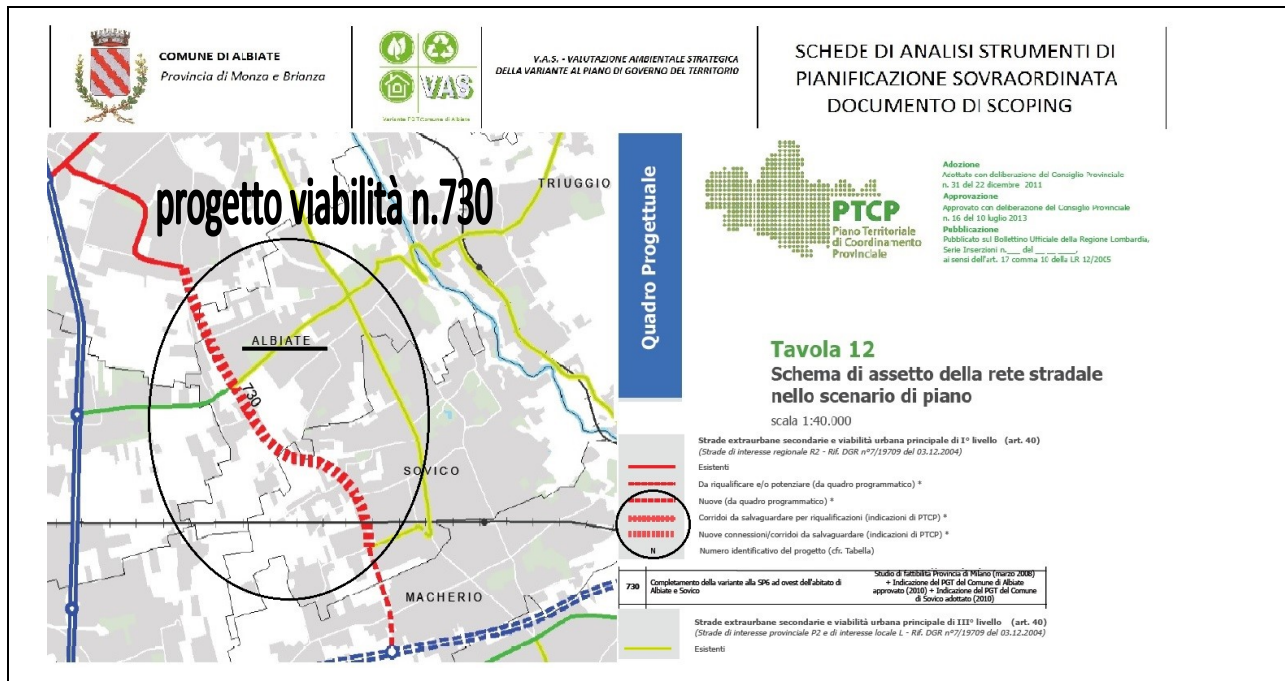 COMUNE DI ALBIATE
Provincia di Monza e Brianza
VAS
Variante PGT Comune di Albiate
V.A.S. - VALUTAZIONE AMBIENTALE STRATEGICA
DELLA VARIANTE AL PIANO DI GOVERNO DEL TERRITORIO
SCHEDE DI ANALISI STRUMENTI DI
PIANIFICAZIONE SOVRAORDINATA
DOCUMENTO DI SCOPING
progetto viabilità n.730
TRIUGGIO
ALBIATE
730
SOVICO
MACHERIO
Quadro Progettuale
PTCP
Piano Territoriale
di Coordinamento
Provinciale
Adozione
Adottato con deliberazione del Consiglio Provinciale
n. 31 del 22 dicembre 2011
Approvazione
Approvato con deliberazione del Consiglio Provinciale
n. 16 del 10 luglio 2013
Pubblicazione
Pubblicato sul Bollettino Ufficiale della Regione Lombardia,
Serie Inserzioni n.___ del __ ____,
ai sensi dell'art. 17 comma 10 della LR 12/2005
Tavola 12
Schema di assetto della rete stradale
nello scenario di piano
scala 1:40.000
Strade extraurbane secondarie e viabilità urbana principale di I° livello (art. 40)
(Strade di interesse regionale R2 - Rif. DGR n°7/19709 del 03.12.2004)
Esistenti
Da riqualificare e/o potenziare (da quadro programmatico) *
Nuove (da quadro programmatico) *
Corridoi da salvaguardare per riqualificazioni (indicazioni di PTCP) *
Nuove connessioni/corridoi da salvaguardare (indicazioni di PTCP) *
N Numero identificativo del progetto (cfr. Tabella)
730 Completamento della variante alla SP6 ad ovest dell'abitato di
Albiate e Sovico
Studio di fattibilità Provincia di Milano (marzo 2008)
+ Indicazione del PGT del Comune di Albiate
approvato (2010) + Indicazione del PGT del Comune
di Sovico adottato (2010)
Strade extraurbane secondarie e viabilità urbana principale di III° livello (art. 40)
(Strade di interesse provinciale P2 e di interesse locale L - Rif. DGR n°7/19709 del 03.12.2004)
Esistenti